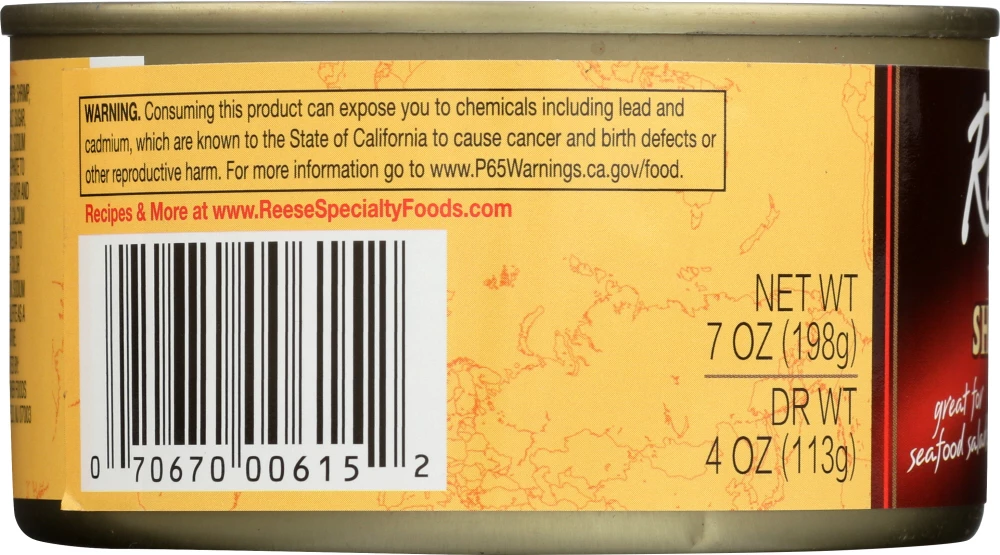 WARNING. Consuming this product can expose you to chemicals including lead and
cadmium, which are known to the State of California to cause cancer and birth defects or
other reproductive harm. For more information go to www.P65Warnings.ca.gov/food.
Recipes & More at www.ReeseSpecialtyFoods.com
0 70670 00615 2
NET WT
7 OZ (198g)
DR WT
4 OZ (113g)
great for
seafood